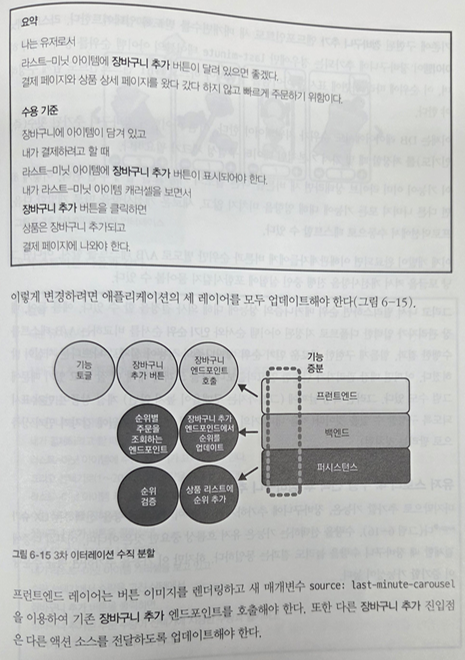 요약
나는 유저로서
라스트-미닛 아이템에 장바구니 추가 버튼이 달려 있으면 좋겠다.
결제 페이지와 상품 상세 페이지를 왔다 갔다 하지 않고 빠르게 주문하기 위함이다.
수용 기준
장바구니에 아이템이 담겨 있고
내가 결제하려고 할 때
라스트-미닛 아이템에 장바구니 추가 버튼이 표시되어야 한다.
내가 라스트-미닛 아이템 캐러셀을 보면서
장바구니 추가 버튼을 클릭하면
상품은 장바구니에 추가되고
결제 페이지에 나와야 한다.
이렇게 변경하려면 애플리케이션의 세 레이어를 모두 업데이트해야 한다(그림 6-15).
기능
토글
장바구니
추가 버튼
장바구니
엔드포인트
호출
기능
증분
프런트엔드
순위별
주문을
조회하는
엔드포인트
장바구니 추가
엔드포인트에서
순위를
업데이트
백엔드
퍼시스턴스
순위
검증
상품 리스트에
순위 추가
그림 6-15 3차 이터레이션 수직 분할
프런트엔드 레이어는 버튼 이미지를 렌더링하고 새 매개변수 source: last-minute-carousel
을 이용하여 기존 장바구니 추가 엔드포인트를 호출해야 한다. 또한 다른 장바구니 추가 진입점
은 다른 액션 소스를 전달하도록 업데이트해야 한다.